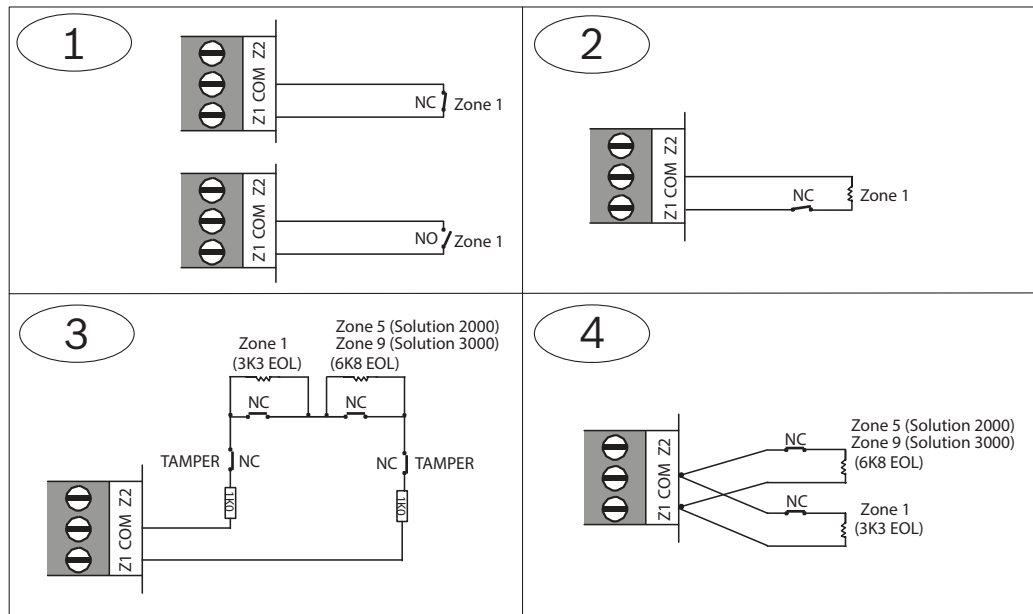 1
Z1 COM Z2
NC Zone 1
Z1 COM Z2
NO Zone 1
2
Z1 COM Z2
NC
Zone 1
3
Zone 5 (Solution 2000)
Zone 1 Zone 9 (Solution 3000)
(3K3 EOL) (6K8 EOL)
NC NC
TAMPER NC NC TAMPER
1K0 1K0
Z1 COM Z2
4
Zone 5 (Solution 2000)
NC Zone 9 (Solution 3000)
(6K8 EOL)
Z1 COM Z2
NC
Zone 1
(3K3 EOL)